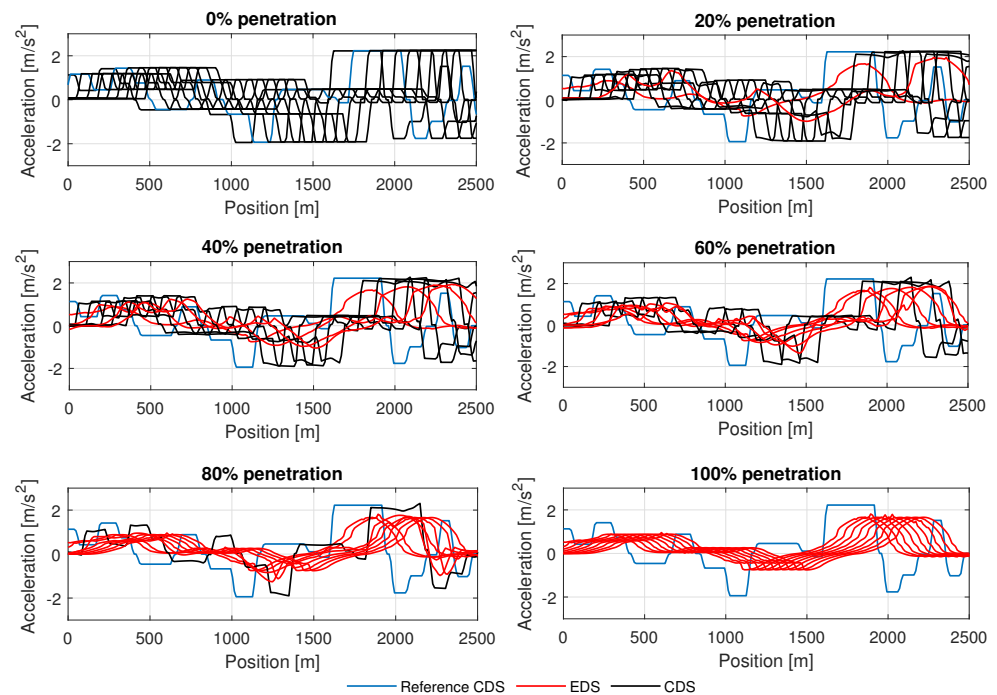 0% penetration
20% penetration
Acceleration [m/s²]
2
0
-2
0 500 1000 1500 2000 2500
Position [m]
Acceleration [m/s²]
2
0
-2
0 500 1000 1500 2000 2500
Position [m]
40% penetration
60% penetration
Acceleration [m/s²]
2
0
-2
0 500 1000 1500 2000 2500
Position [m]
Acceleration [m/s²]
2
0
-2
0 500 1000 1500 2000 2500
Position [m]
80% penetration
100% penetration
Acceleration [m/s²]
2
0
-2
0 500 1000 1500 2000 2500
Position [m]
Acceleration [m/s²]
2
0
-2
0 500 1000 1500 2000 2500
Position [m]
Reference CDS EDS CDS